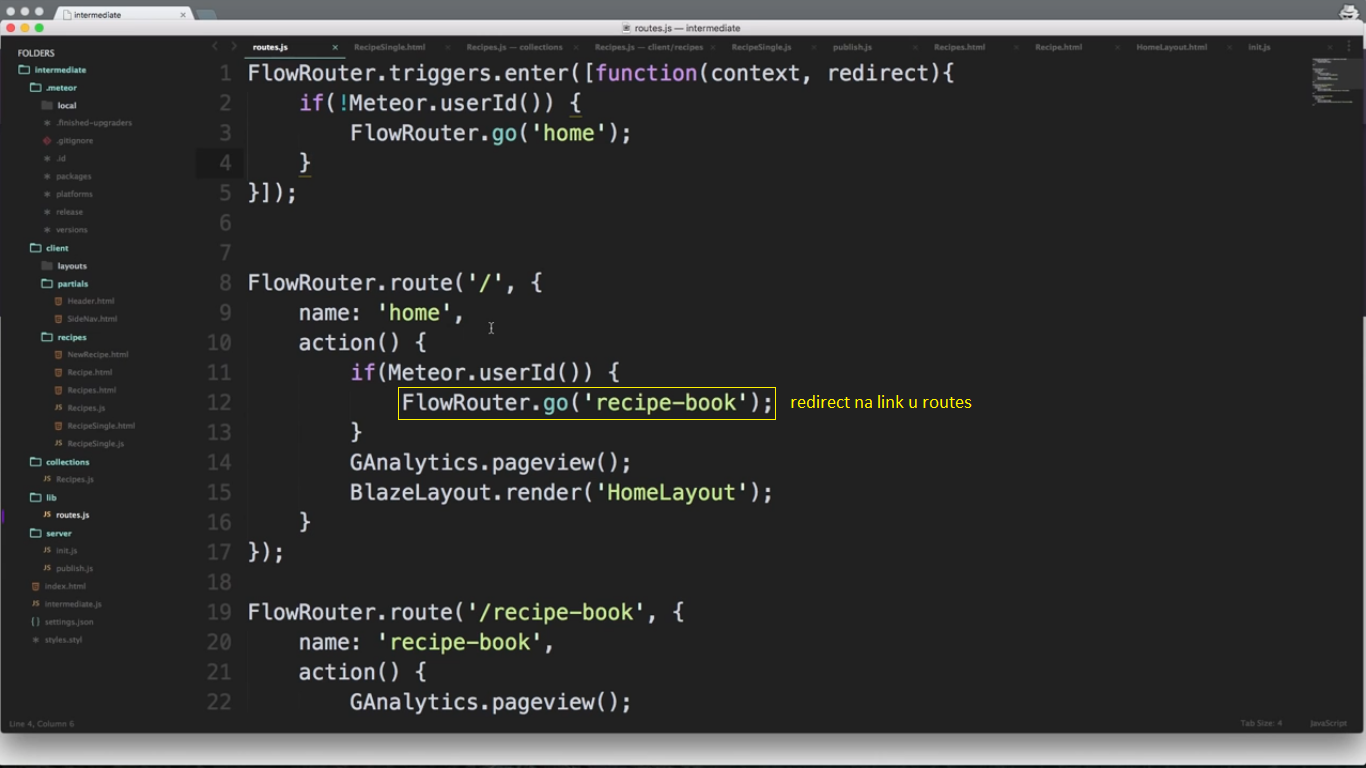 intermediate
routes.js — intermediate
FOLDERS
intermediate
.meteor
local
.finished-upgraders
.gitignore
.id
packages
platforms
release
versions
client
layouts
partials
Header.html
SideNav.html
recipes
NewRecipe.html
Recipe.html
Recipes.html
Recipes.js
RecipeSingle.html
RecipeSingle.js
collections
Recipes.js
lib
routes.js
server
init.js
publish.js
index.html
intermediate.js
settings.json
styles.styl
routes.js RecipeSingle.html Recipes.js — collections Recipes.js — client/recipes RecipeSingle.js publish.js Recipes.html Recipe.html HomeLayout.html init.js
1 FlowRouter.triggers.enter([function(context, redirect){
2 if(!Meteor.userId()) {
3 FlowRouter.go('home');
4 }
5 }]);
6
7
8 FlowRouter.route('/', {
9 name: 'home',
10 action() {
11 if(Meteor.userId()) {
12 FlowRouter.go('recipe-book'); redirect na link u routes
13 }
14 GAnalytics.pageview();
15 BlazeLayout.render('HomeLayout');
16 }
17 });
18
19 FlowRouter.route('/recipe-book', {
20 name: 'recipe-book',
21 action() {
22 GAnalytics.pageview();
Line 4, Column 6 Tab Size: 4 JavaScript